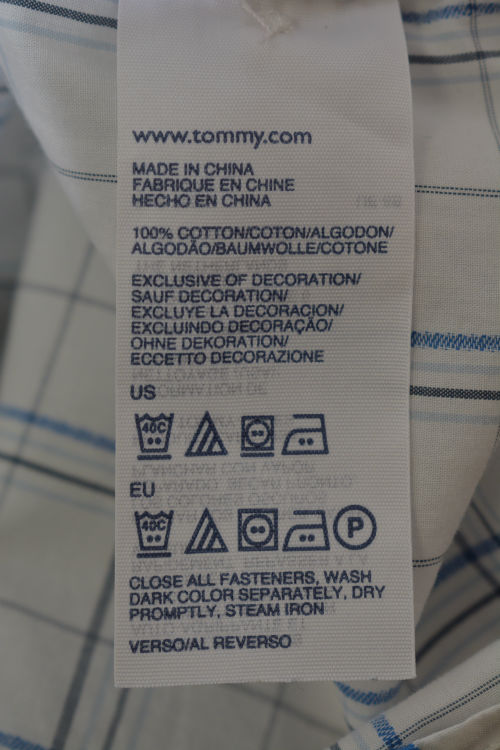 www.tommy.com
MADE IN CHINA
FABRIQUE EN CHINE
HECHO EN CHINA
100% COTTON/COTON/ALGODON/
ALGODÃO/BAUMWOLLE/COTONE
EXCLUSIVE OF DECORATION/
SAUF DECORATION/
EXCLUYE LA DECORACION/
EXCLUINDO DECORAÇÃO/
OHNE DEKORATION/
ECCETTO DECORAZIONE
US
40C
EU
40C P
CLOSE ALL FASTENERS, WASH
DARK COLOR SEPARATELY, DRY
PROMPTLY, STEAM IRON
VERSO/AL REVERSO